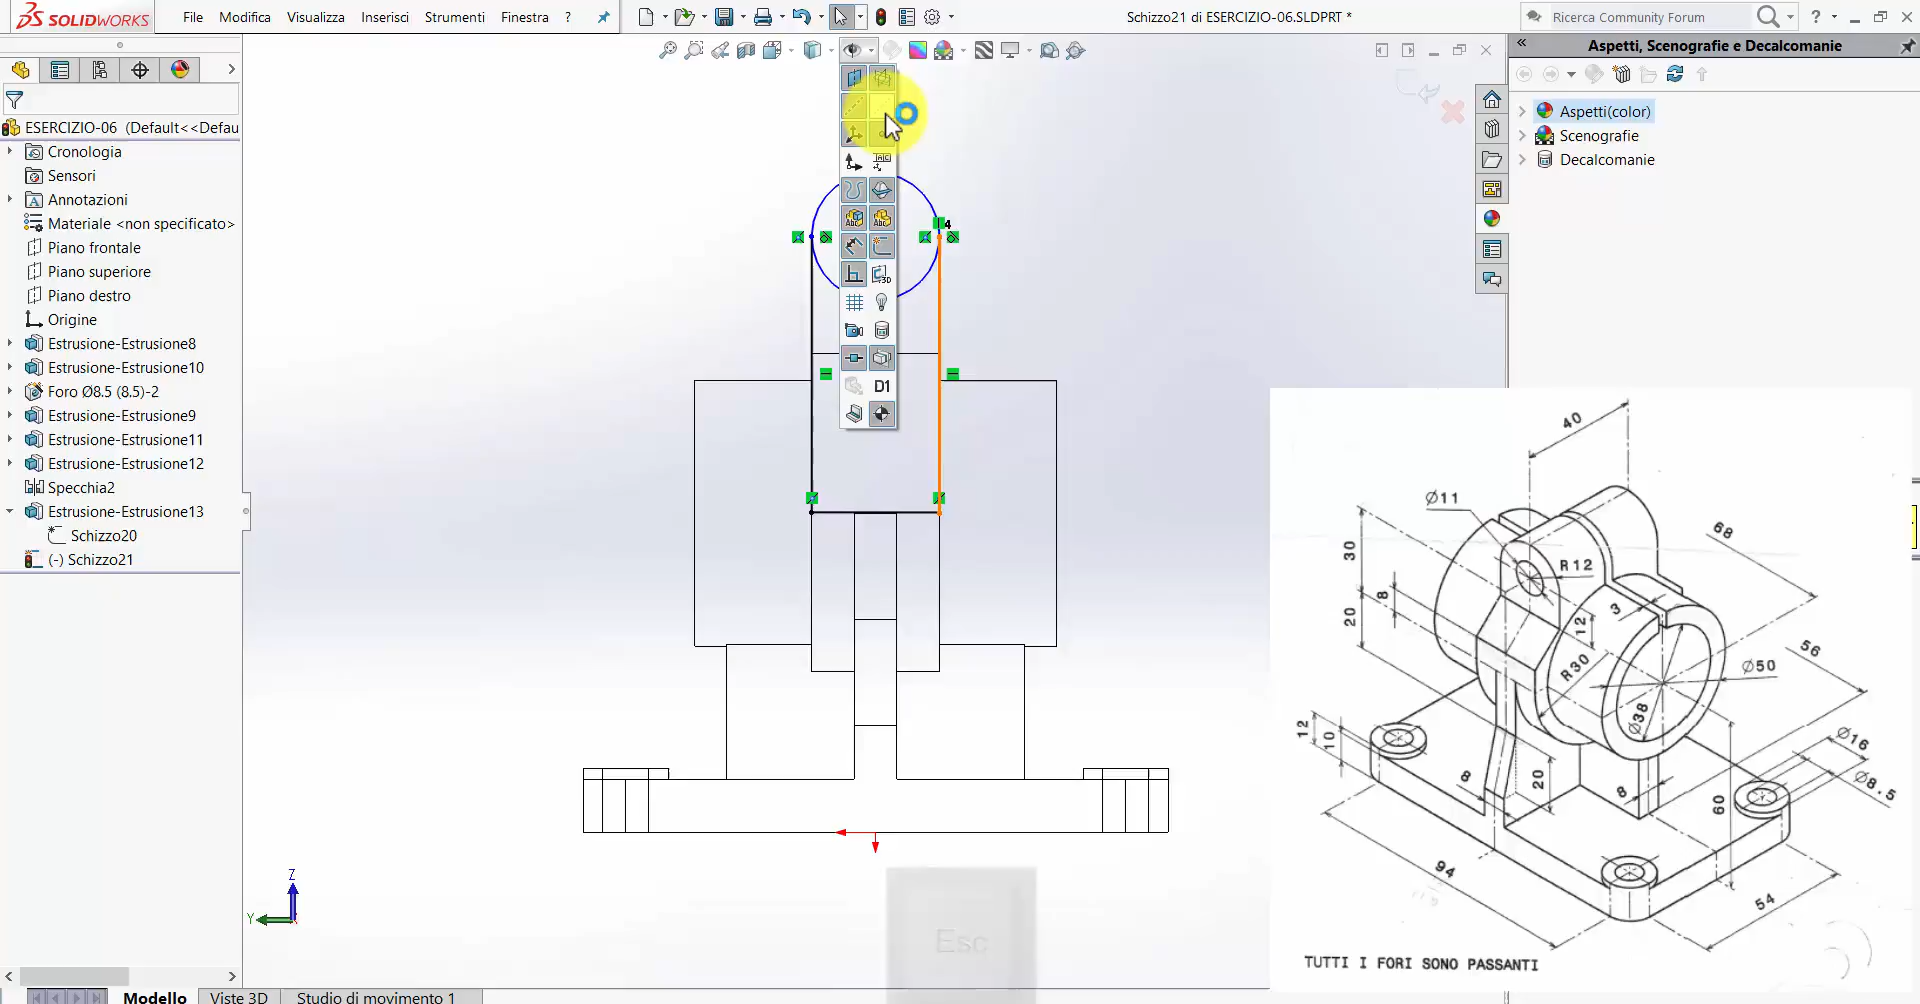 SOLIDWORKS
File Modifica Visualizza Inserisci Strumenti Finestra ?
Schizzo21 di ESERCIZIO-06.SLDPRT *
Ricerca Community Forum
?
Aspetti, Scenografie e Decalcomanie
Aspetti(color)
Scenografie
Decalcomanie
ESERCIZIO-06 (Default<<Defau
Cronologia
Sensori
Annotazioni
Materiale <non specificato>
Piano frontale
Piano superiore
Piano destro
Origine
Estrusione-Estrusione8
Estrusione-Estrusione10
Foro Ø8.5 (8.5)-2
Estrusione-Estrusione9
Estrusione-Estrusione11
Estrusione-Estrusione12
Specchia2
Estrusione-Estrusione13
Schizzo20
(-) Schizzo21
4
D1
Z
Y
Esc
40
Ø11
68
30
R12
8
3
20
12
56
R30
Ø50
Ø38
12
10
Ø16
8
20
8
Ø8.5
60
94
54
TUTTI I FORI SONO PASSANTI
Modello Viste 3D Studio di movimento 1